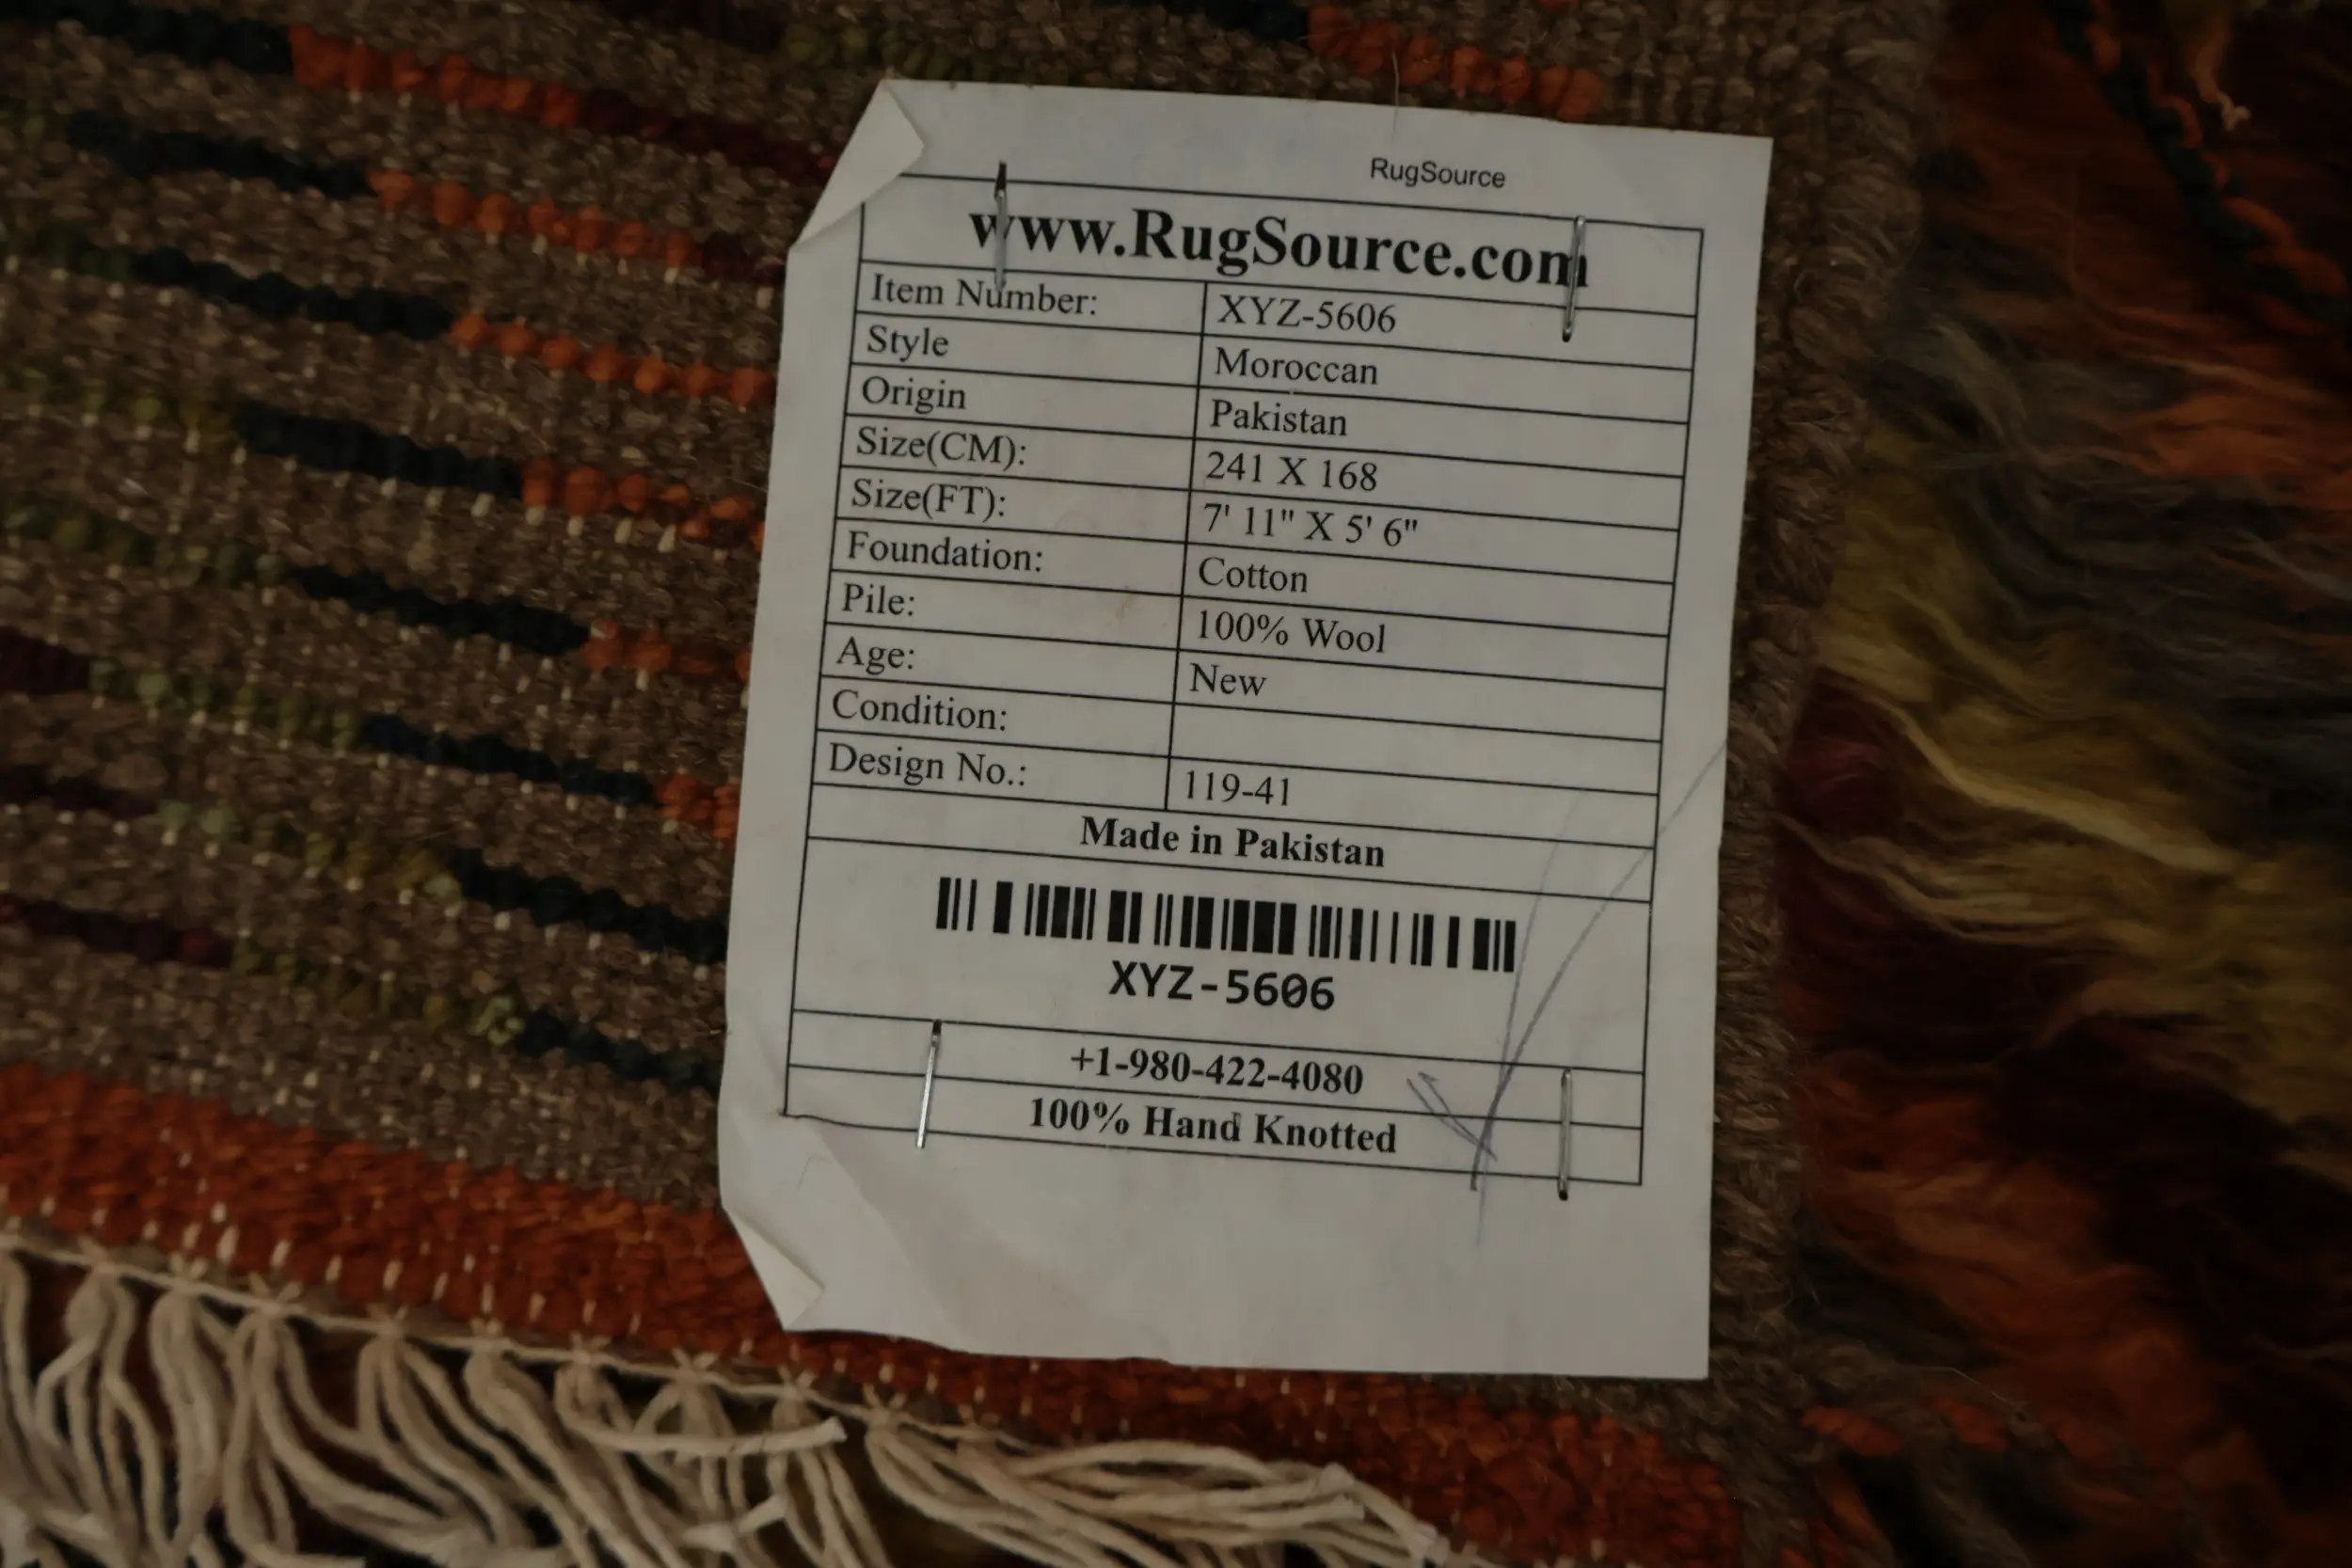 RugSource
www.RugSource.com
Item Number: XYZ-5606
Style Moroccan
Origin Pakistan
Size(CM): 241 X 168
Size(FT): 7' 11" X 5' 6"
Foundation: Cotton
Pile: 100% Wool
Age: New
Condition:
Design No.: 119-41
Made in Pakistan
XYZ-5606
+1-980-422-4080
100% Hand Knotted